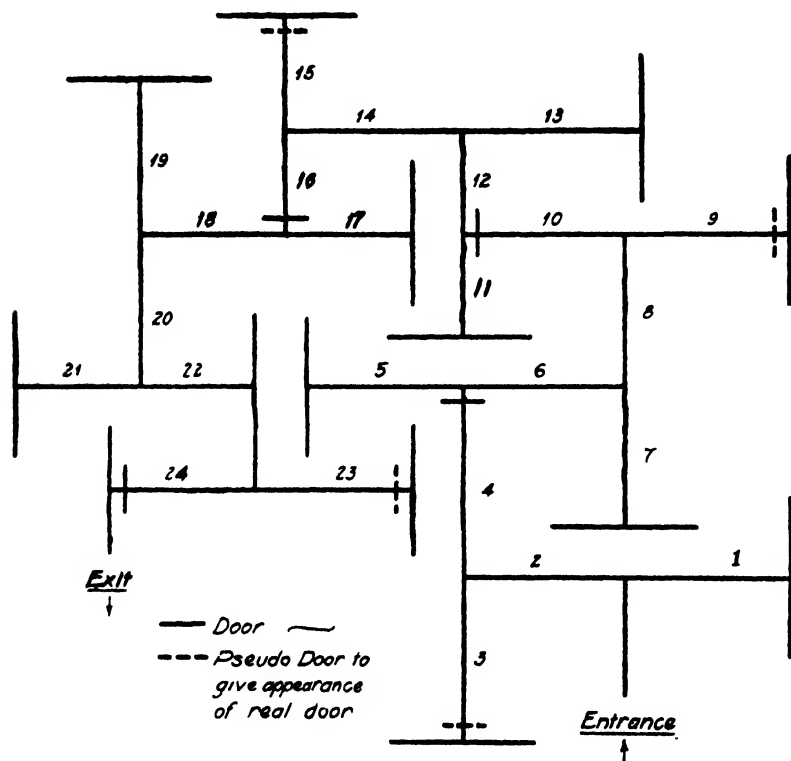 15
14 13
19
16 12
18 17 10 9
11
20 8
21 22 5 6
24 23 4 7
Exit
2 1
Door
3
Pseudo Door to
give appearance
of real door
Entrance